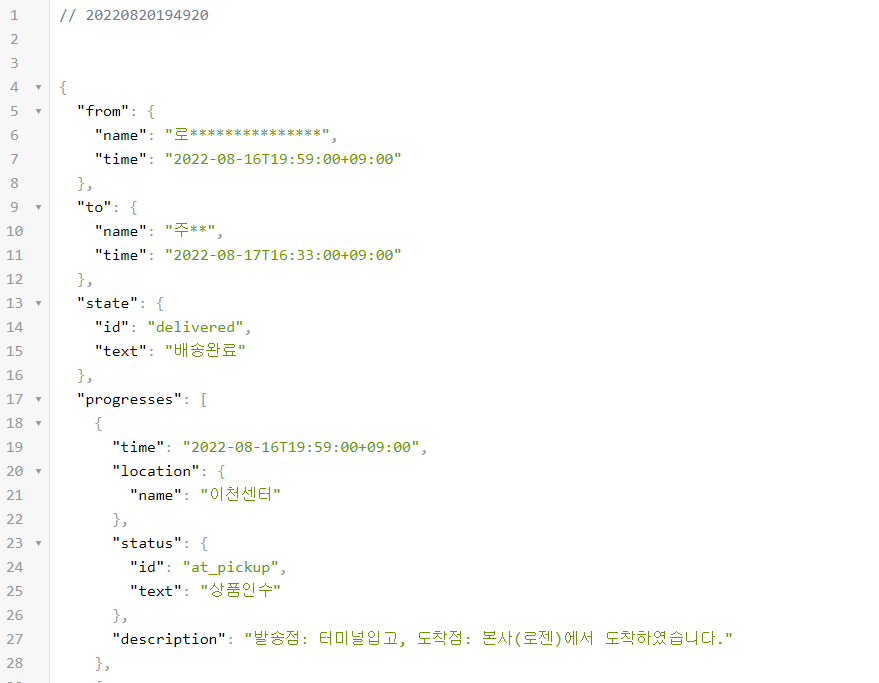 1 // 20220820194920
2
3
4 {
5 "from": {
6 "name": "로***************",
7 "time": "2022-08-16T19:59:00+09:00"
8 },
9 "to": {
10 "name": "주**",
11 "time": "2022-08-17T16:33:00+09:00"
12 },
13 "state": {
14 "id": "delivered",
15 "text": "배송완료"
16 },
17 "progresses": [
18 {
19 "time": "2022-08-16T19:59:00+09:00",
20 "location": {
21 "name": "이천센터"
22 },
23 "status": {
24 "id": "at_pickup",
25 "text": "상품인수"
26 },
27 "description": "발송점: 터미널입고, 도착점: 본사(로젠)에서 도착하였습니다."
28 },